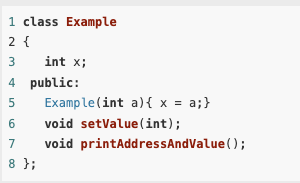 1 class Example
2 {
3    int x;
4  public:
5    Example(int a){ x = a;}
6    void setValue(int);
7    void printAddressAndValue();
8 };